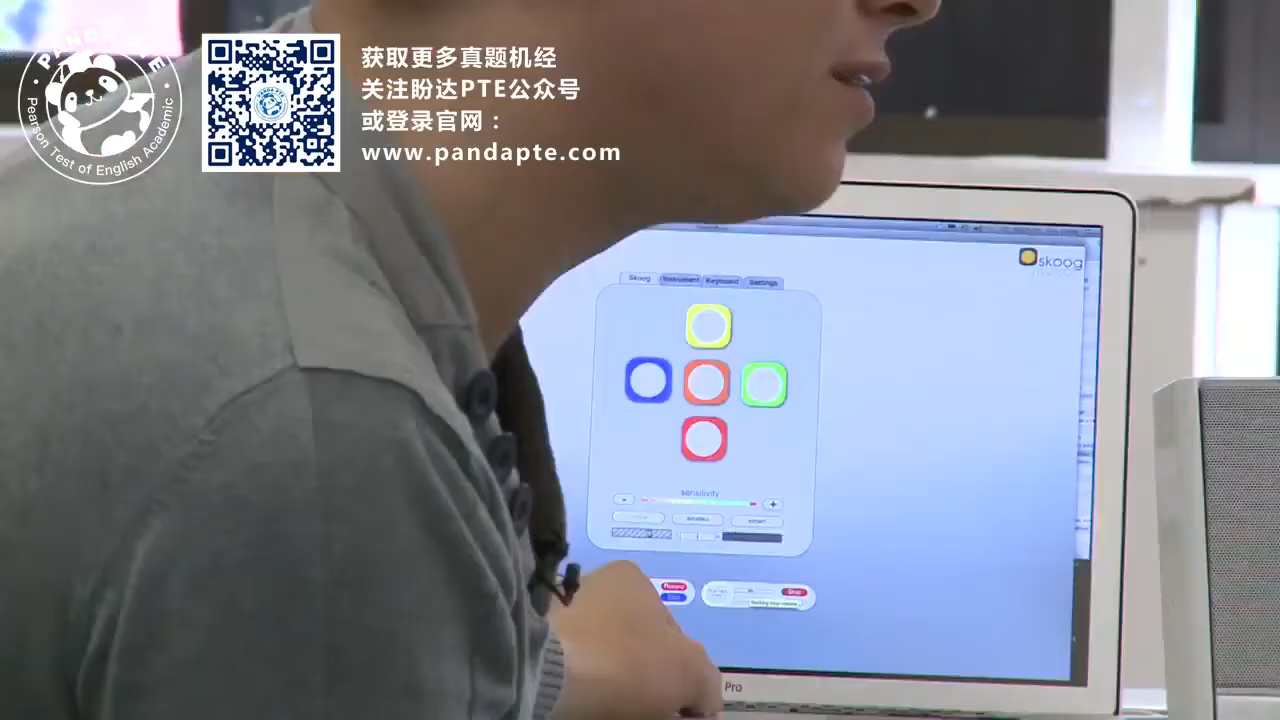 PANDA PTE
Pearson Test of English Academic
获取更多真题机经
关注盼达PTE公众号
或登录官网：
www.pandapte.com
skoog
Skoog Instrument Keyboard Settings
sensitivity
Record
Stop
Pro